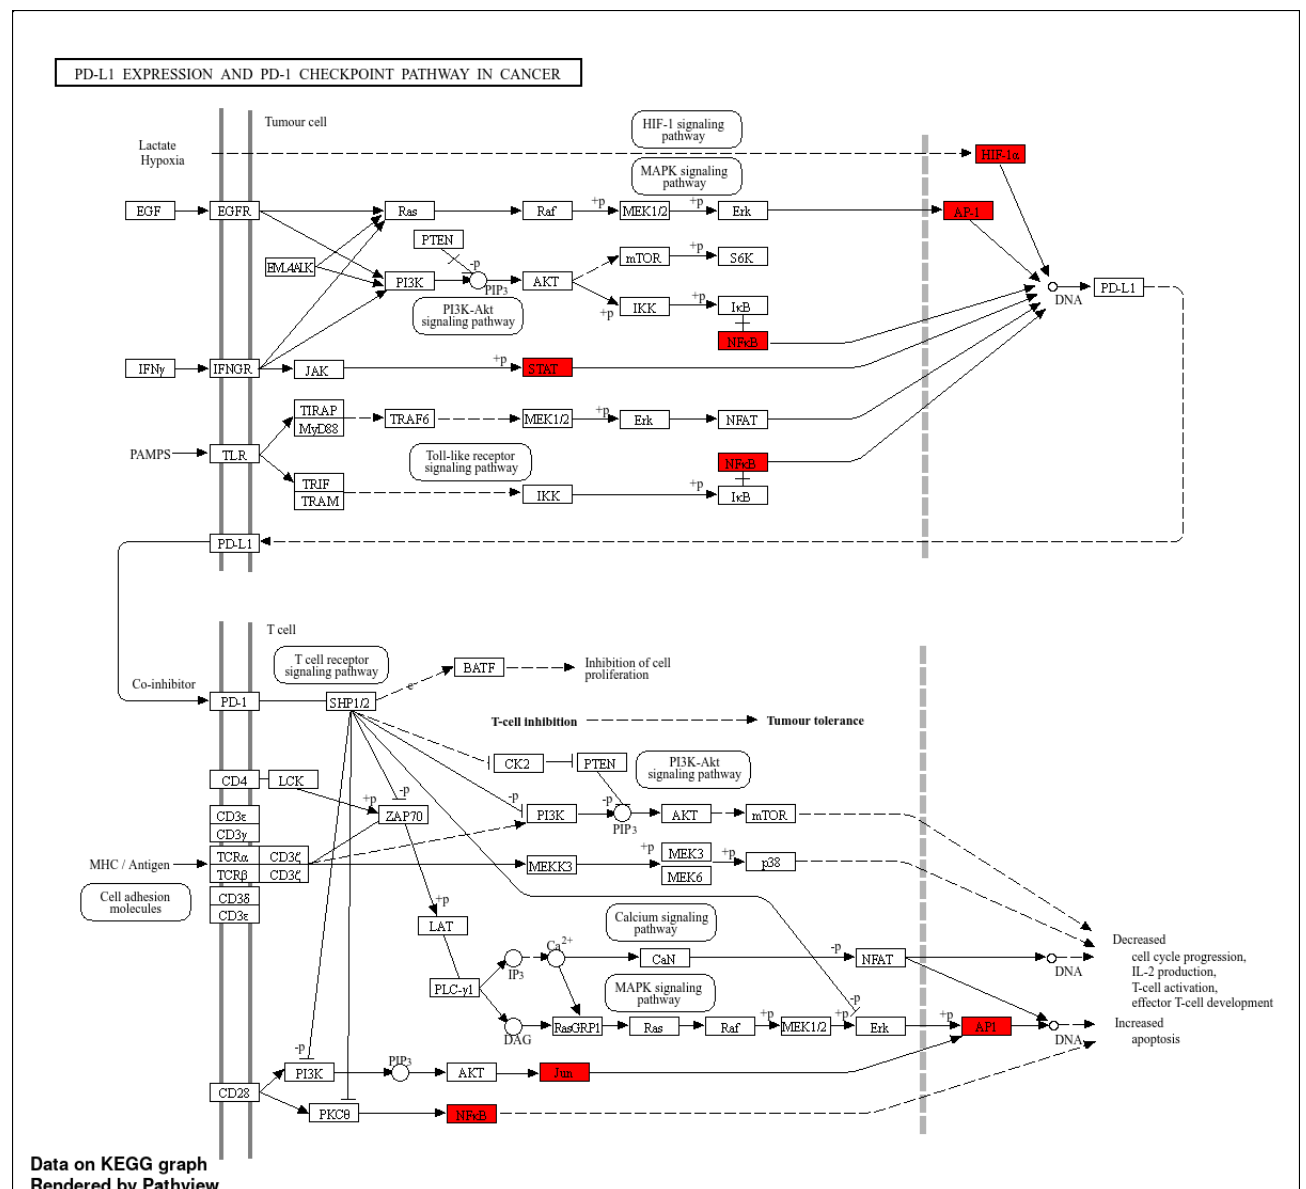 PD-L1 EXPRESSION AND PD-1 CHECKPOINT PATHWAY IN CANCER
Tumour cell
HIF-1 signaling
pathway
Lactate
Hypoxia
HIF-1α
MAPK signaling
pathway
EGF
EGFR
Ras
Raf
+p
MEK1/2
+p
Erk
AP-1
PTEN
EML4ALK
-p
PI3K
PIP3
AKT
mTOR
+p
S6K
PI3K-Akt
signaling pathway
+p
IKK
+p
IκB
NFκB
DNA
PD-L1
IFNγ
IFNGR
JAK
+p
STAT
TIRAP
MyD88
TRAF6
MEK1/2
+p
Erk
NFAT
PAMPS
TLR
Toll-like receptor
signaling pathway
NFκB
TRIF
TRAM
IKK
+p
IκB
PD-L1
T cell
T cell receptor
signaling pathway
BATF
Inhibition of cell
proliferation
Co-inhibitor
PD-1
SHP1/2
e
T-cell inhibition
Tumour tolerance
CK2
PTEN
PI3K-Akt
signaling pathway
CD4
LCK
+p
-p
ZAP70
-p
PI3K
-p
PIP3
AKT
mTOR
CD3ε
CD3γ
MHC / Antigen
TCRα
CD3ζ
TCRβ
CD3ζ
MEKK3
+p
MEK3
MEK6
+p
p38
Cell adhesion
molecules
CD3δ
CD3ε
+p
LAT
Calcium signaling
pathway
Ca2+
IP3
CaN
-p
NFAT
DNA
Decreased
cell cycle progression,
IL-2 production,
T-cell activation,
effector T-cell development
PLC-γ1
MAPK signaling
pathway
-p
DAG
RasGRP1
Ras
Raf
+p
MEK1/2
+p
Erk
+p
AP1
DNA
Increased
apoptosis
-p
PI3K
PIP3
AKT
Jun
CD28
PKCθ
NFκB
Data on KEGG graph
Rendered by Pathview